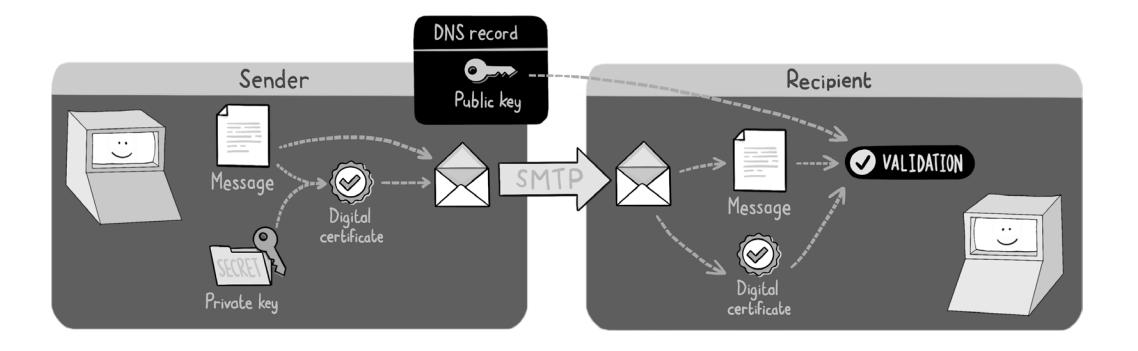 DNS record
Public key
Sender
Message
Digital
certificate
SECRET
Private key
SMTP
Recipient
Message
Digital
certificate
VALIDATION